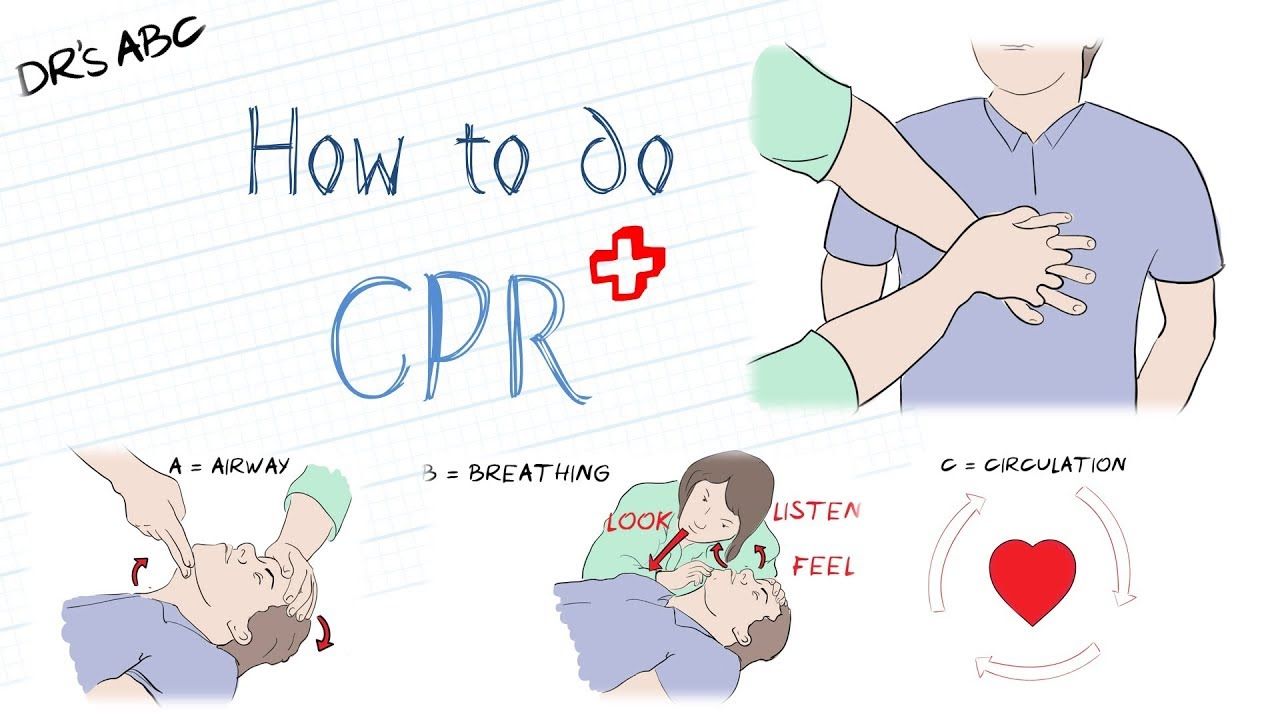 DR'S ABC
How to do
CPR
A = AIRWAY
B = BREATHING
LOOK
LISTEN
FEEL
C = CIRCULATION